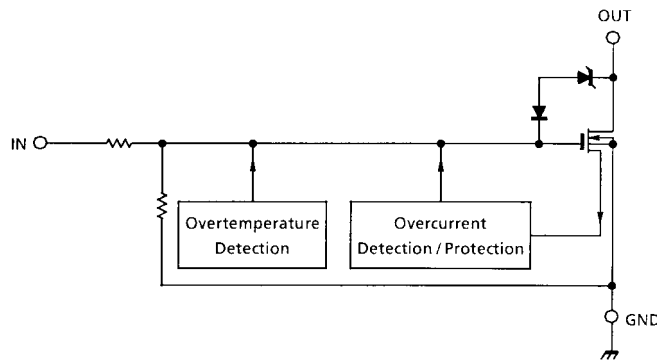 OUT
IN
Overtemperature
Detection
Overcurrent
Detection / Protection
GND